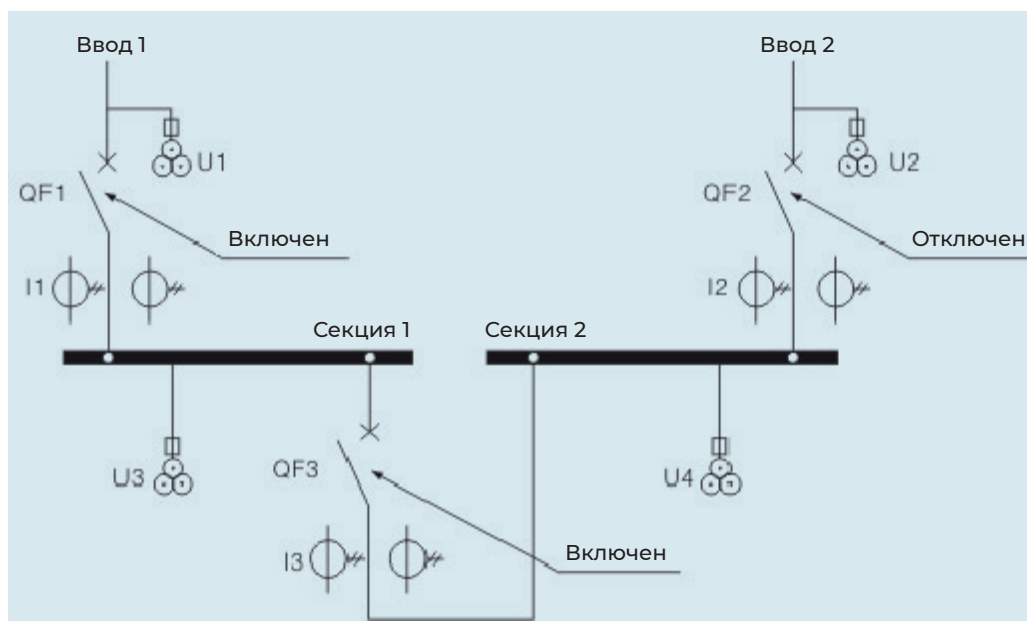 Ввод 1
Ввод 2
U1
U2
QF1
QF2
Включен
Отключен
I1
I2
Секция 1
Секция 2
U3
QF3
U4
I3
Включен